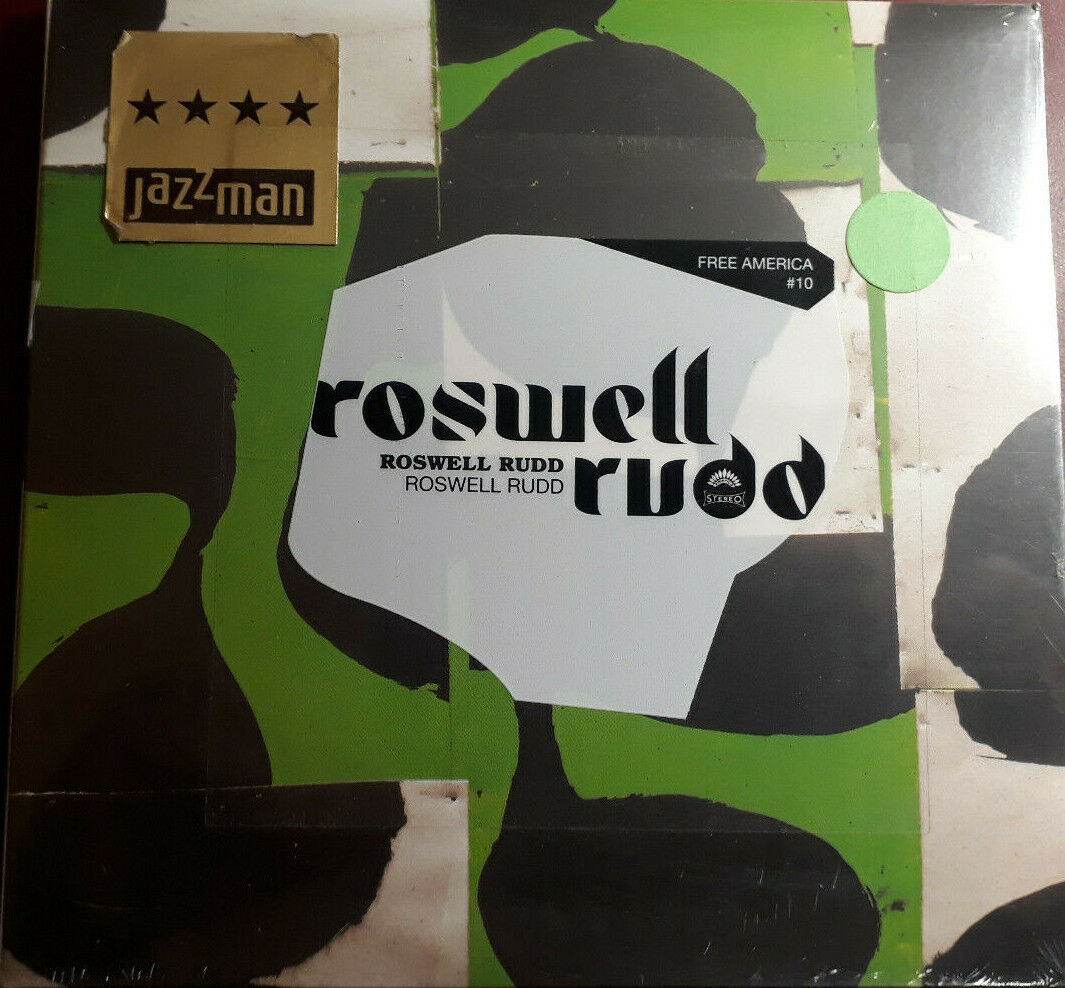 ★★★★
jazzman
FREE AMERICA
#10
roswell
rudd
ROSWELL RUDD
ROSWELL RUDD
STEREO